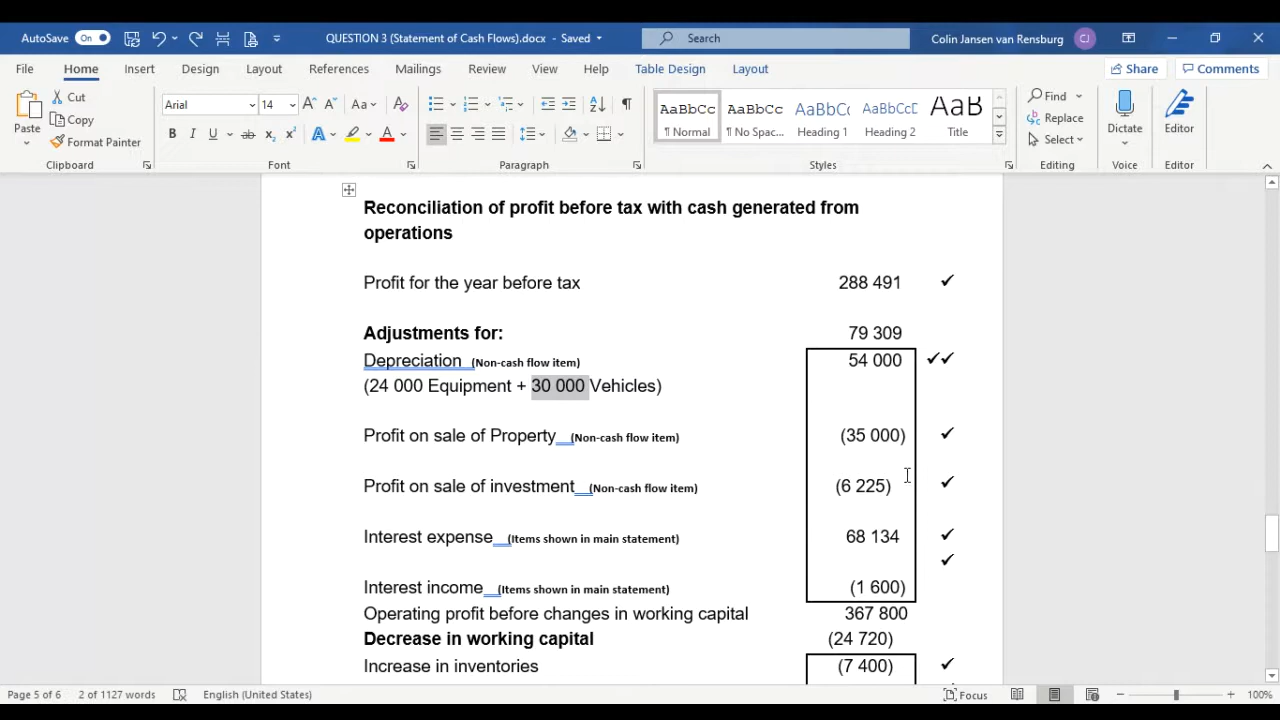 AutoSave On QUESTION 3 (Statement of Cash Flows).docx - Saved Search Colin Jansen van Rensburg CJ
File Home Insert Design Layout References Mailings Review View Help Table Design Layout Share Comments
Paste Cut Copy Format Painter
Arial 14 A A Aa A
B I U ab x2 x2 A A
AaBbCc AaBbCc AaBbC( AaBbCcD AaB
¶ Normal ¶ No Spac... Heading 1 Heading 2 Title
Find Replace Select Dictate Editor
Clipboard Font Paragraph Styles Editing Voice Editor
Reconciliation of profit before tax with cash generated from
operations
Profit for the year before tax 288 491 ✓
Adjustments for: 79 309
Depreciation (Non-cash flow item) 54 000 ✓✓
(24 000 Equipment + 30 000 Vehicles)
Profit on sale of Property (Non-cash flow item) (35 000) ✓
Profit on sale of investment (Non-cash flow item) (6 225) ✓
Interest expense (Items shown in main statement) 68 134 ✓
✓
Interest income (Items shown in main statement) (1 600)
Operating profit before changes in working capital 367 800
Decrease in working capital (24 720)
Increase in inventories (7 400) ✓
Page 5 of 6 2 of 1127 words English (United States) Focus 100%